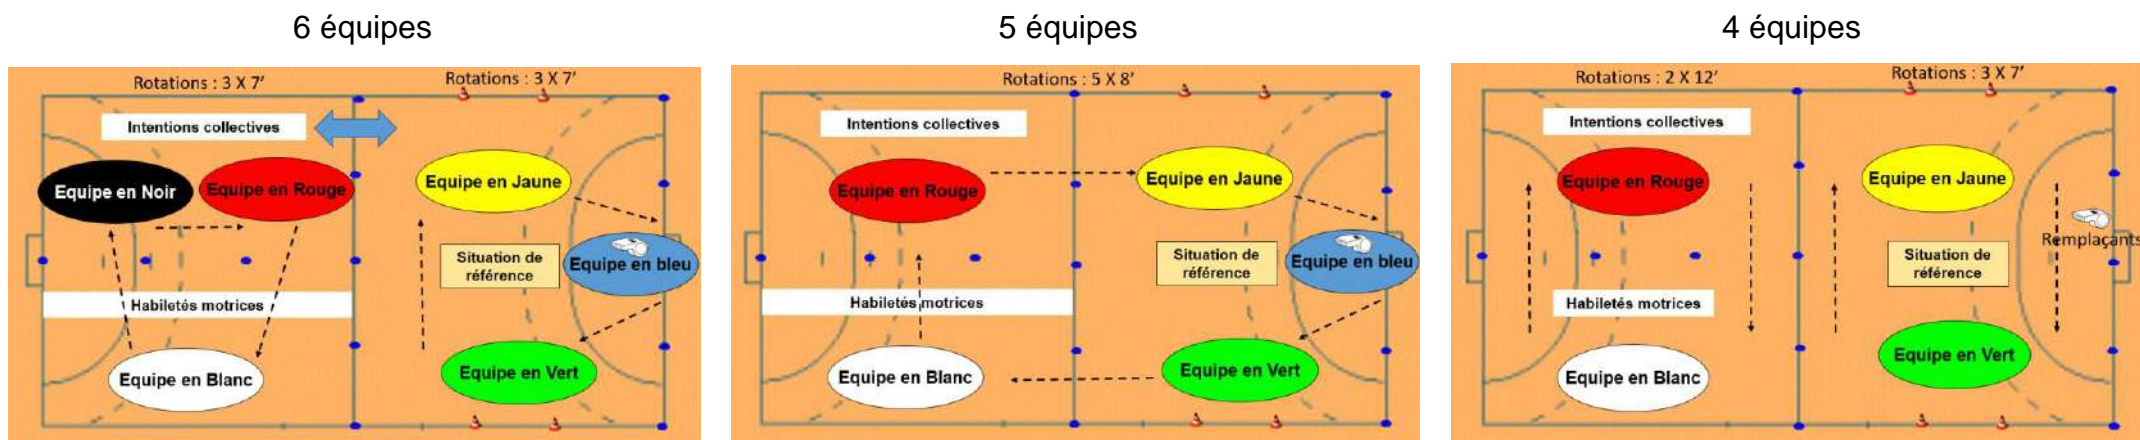 6 équipes
5 équipes
4 équipes
Rotations : 3 X 7’
Rotations : 3 X 7’
Intentions collectives
Equipe en Noir
Equipe en Rouge
Equipe en Jaune
Situation de
référence
Equipe en bleu
Habiletés motrices
Equipe en Blanc
Equipe en Vert
Rotations : 5 X 8’
Intentions collectives
Equipe en Rouge
Equipe en Jaune
Situation de
référence
Equipe en bleu
Habiletés motrices
Equipe en Blanc
Equipe en Vert
Rotations : 2 X 12’
Rotations : 3 X 7’
Intentions collectives
Equipe en Rouge
Equipe en Jaune
Remplaçants
Situation de
référence
Habiletés motrices
Equipe en Blanc
Equipe en Vert